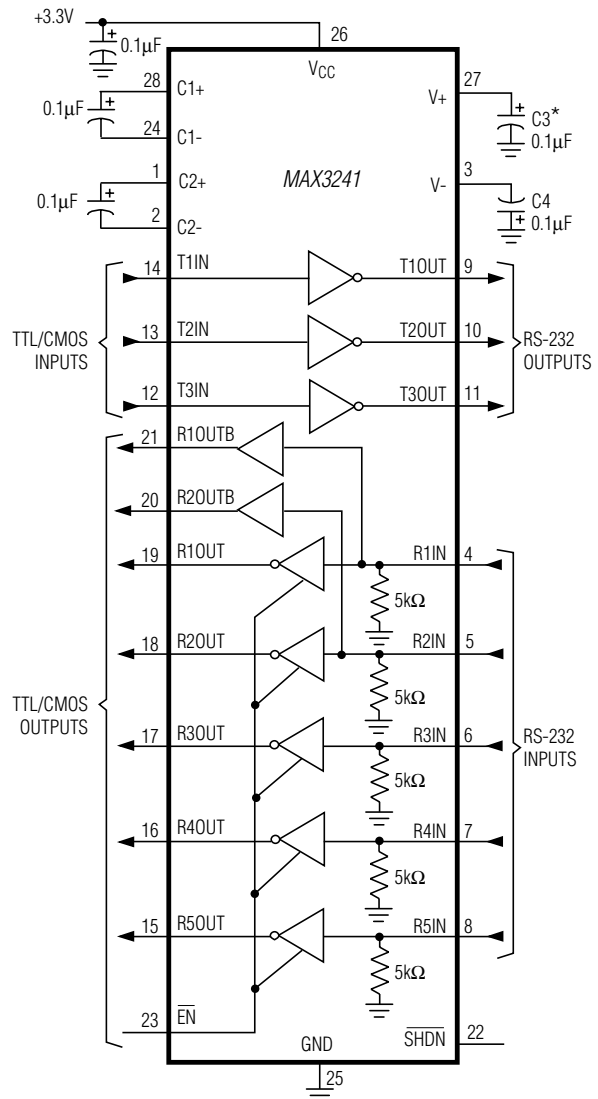 +3.3V
26
0.1µF
VCC
28
C1+
27
V+
0.1µF
C3*
0.1µF
24
C1-
1
C2+
MAX3241
3
V-
0.1µF
C4
0.1µF
2
C2-
14
T1IN
T1OUT
9
TTL/CMOS
INPUTS
13
T2IN
T2OUT
10
RS-232
OUTPUTS
12
T3IN
T3OUT
11
21
R1OUTB
20
R2OUTB
19
R1OUT
R1IN
4
5kΩ
18
R2OUT
R2IN
5
5kΩ
TTL/CMOS
OUTPUTS
17
R3OUT
R3IN
6
RS-232
INPUTS
5kΩ
16
R4OUT
R4IN
7
5kΩ
15
R5OUT
R5IN
8
5kΩ
23
EN
GND
SHDN
22
25